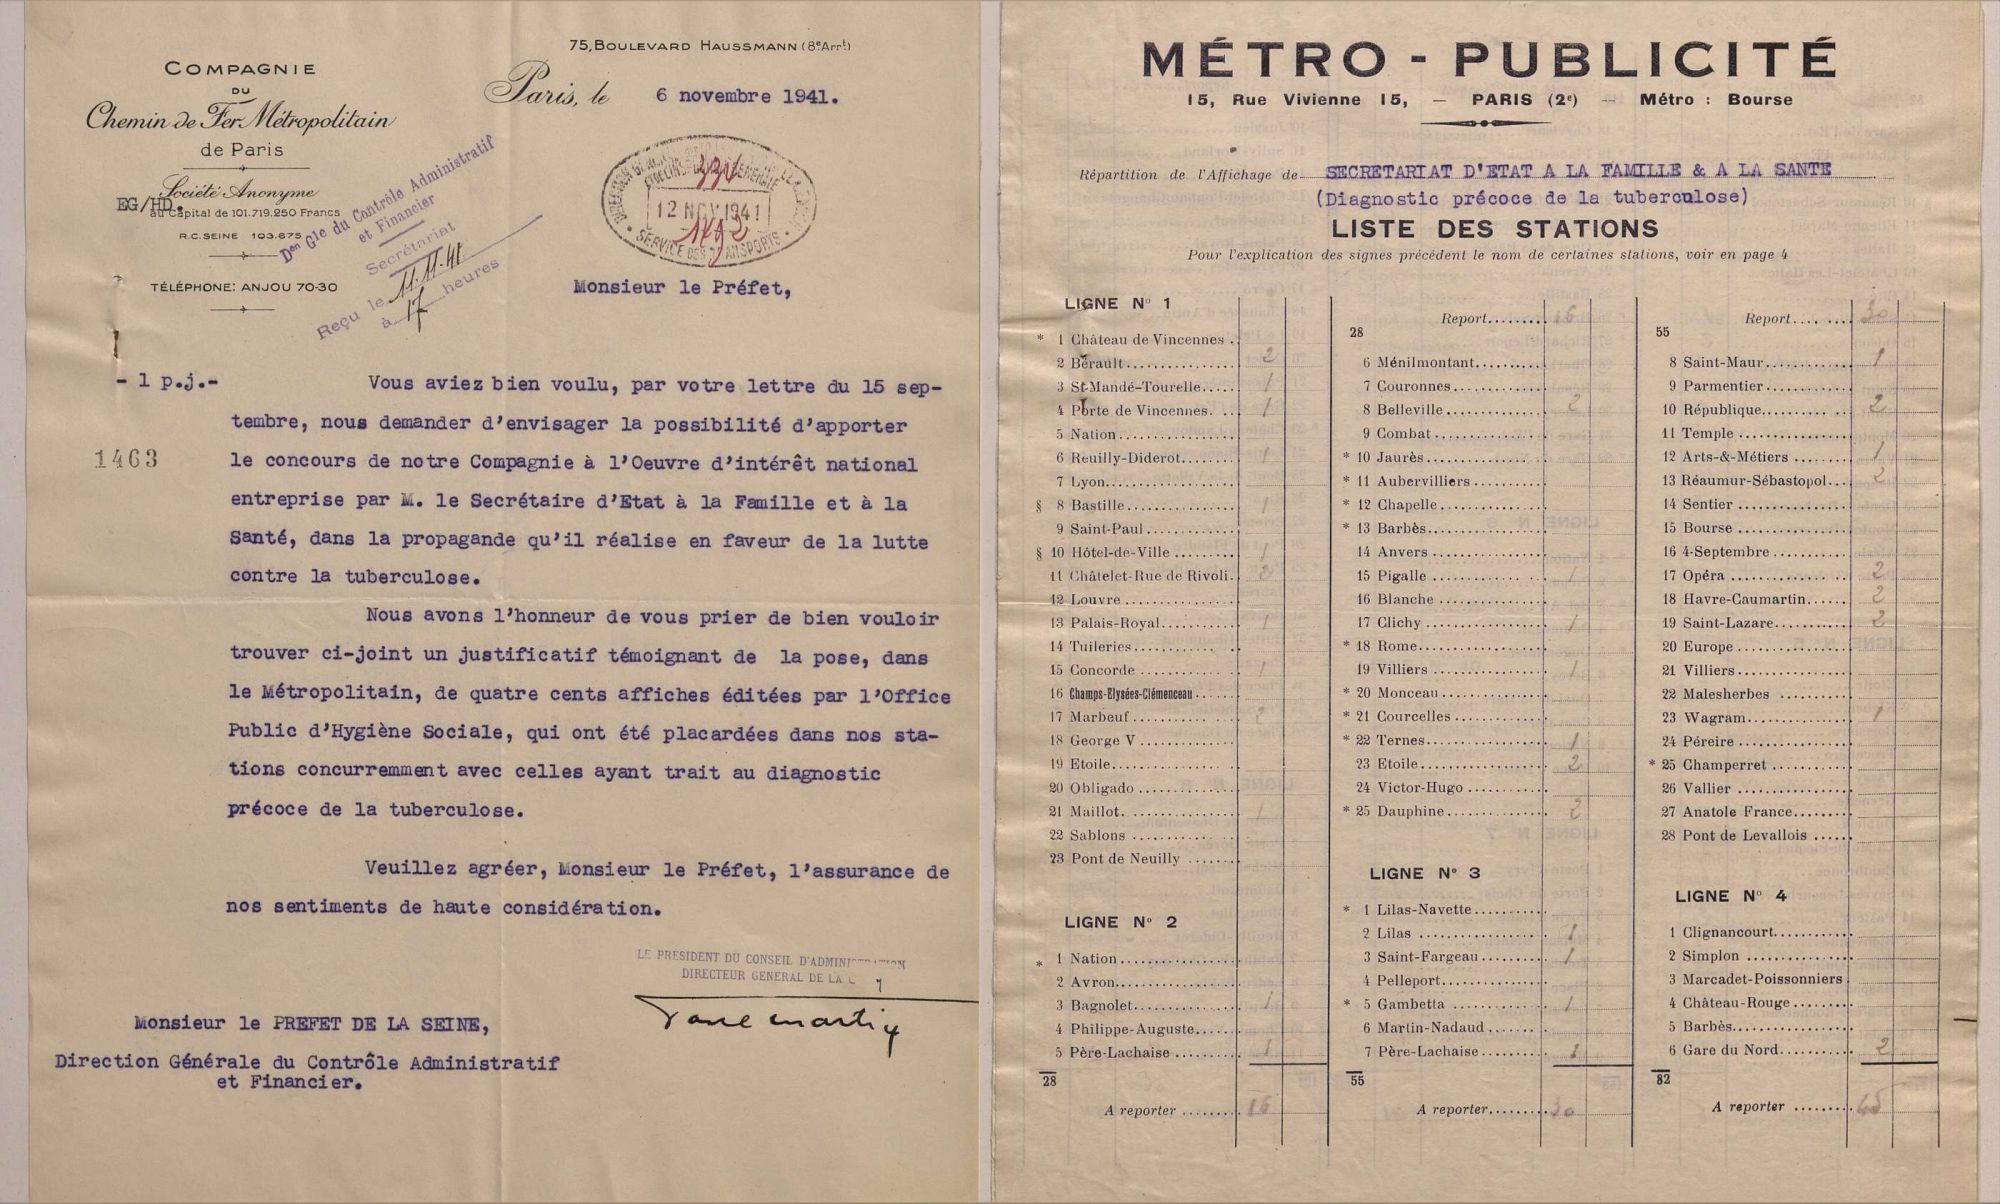 COMPAGNIE
DU
Chemin de Fer Métropolitain
de Paris
Société Anonyme
au Capital de 101.719.250 Francs
EG/HD.
R.C. SEINE 103.675
TÉLÉPHONE: ANJOU 70-30
75, BOULEVARD HAUSSMANN (8e Arrt)
Paris, le 6 novembre 1941.
Don Gle du Contrôle Administratif
et Financier
Secrétariat
Reçu le 11.11.41
à 17 heures
12 NOV 1941
1492
SERVICE DES TRANSPORTS
Monsieur le Préfet,
- 1 p.j.-
1463
Vous aviez bien voulu, par votre lettre du 15 sep-
tembre, nous demander d'envisager la possibilité d'apporter
le concours de notre Compagnie à l'Oeuvre d'intérêt national
entreprise par M. le Secrétaire d'Etat à la Famille et à la
Santé, dans la propagande qu'il réalise en faveur de la lutte
contre la tuberculose.
Nous avons l'honneur de vous prier de bien vouloir
trouver ci-joint un justificatif témoignant de la pose, dans
le Métropolitain, de quatre cents affiches éditées par l'Office
Public d'Hygiène Sociale, qui ont été placardées dans nos sta-
tions concurremment avec celles ayant trait au diagnostic
précoce de la tuberculose.
Veuillez agréer, Monsieur le Préfet, l'assurance de
nos sentiments de haute considération.
LE PRESIDENT DU CONSEIL D'ADMINISTRATION
DIRECTEUR GENERAL DE LA C
Monsieur le PREFET DE LA SEINE,
Direction Générale du Contrôle Administratif
et Financier.
MÉTRO - PUBLICITÉ
15, Rue Vivienne 15, — PARIS (2e) — Métro : Bourse
Répartition de l'Affichage de SECRETARIAT D'ETAT A LA FAMILLE & A LA SANTE
(Diagnostic précoce de la tuberculose)
LISTE DES STATIONS
Pour l'explication des signes précédent le nom de certaines stations, voir en page 4
LIGNE No 1
* 1 Château de Vincennes
2 Bérault 2
3 St-Mandé-Tourelle 1
4 Porte de Vincennes 1
5 Nation
6 Reuilly-Diderot 1
7 Lyon
§ 8 Bastille 1
9 Saint-Paul
§ 10 Hôtel-de-Ville 1
11 Châtelet-Rue de Rivoli 2
12 Louvre
13 Palais-Royal 1
14 Tuileries
15 Concorde 1
16 Champs-Elysées-Clémenceau
17 Marbeuf 2
18 George V
19 Etoile
20 Obligado
21 Maillot 1
22 Sablons
23 Pont de Neuilly
LIGNE No 2
* 1 Nation
2 Avron
3 Bagnolet 1
4 Philippe-Auguste
5 Père-Lachaise 1
28
A reporter 16
Report 16
28
6 Ménilmontant
7 Couronnes
8 Belleville 2
9 Combat
* 10 Jaurès
* 11 Aubervilliers
* 12 Chapelle
* 13 Barbès
14 Anvers
15 Pigalle 1
16 Blanche
17 Clichy 1
* 18 Rome
19 Villiers 1
* 20 Monceau
* 21 Courcelles
* 22 Ternes 1
23 Etoile 2
24 Victor-Hugo
* 25 Dauphine 2
LIGNE No 3
* 1 Lilas-Navette
2 Lilas 1
3 Saint-Fargeau 1
4 Pelleport
* 5 Gambetta 1
6 Martin-Nadaud
7 Père-Lachaise 1
55
A reporter 30
Report 30
55
8 Saint-Maur 1
9 Parmentier
10 République 2
11 Temple
12 Arts-&-Métiers 1
13 Réaumur-Sébastopol 2
14 Sentier
15 Bourse
16 4-Septembre
17 Opéra 2
18 Havre-Caumartin 2
19 Saint-Lazare 2
20 Europe
21 Villiers
22 Malesherbes
23 Wagram 1
24 Péreire
* 25 Champerret
26 Vallier
27 Anatole France
28 Pont de Levallois
LIGNE No 4
1 Clignancourt
2 Simplon
3 Marcadet-Poissonniers
4 Château-Rouge
5 Barbès
6 Gare du Nord 2
82
A reporter 45